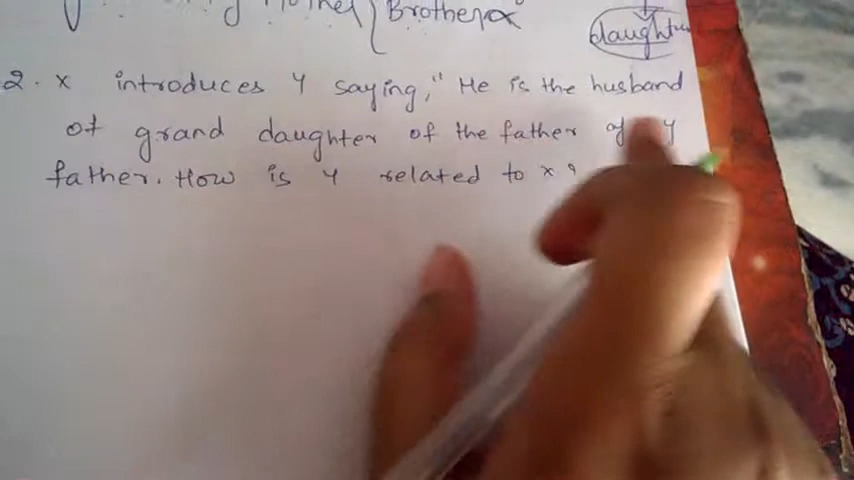 Brother
daughter
2. X introduces Y saying, "He is the husband
of grand daughter of the father of
father. How is Y related to x ?